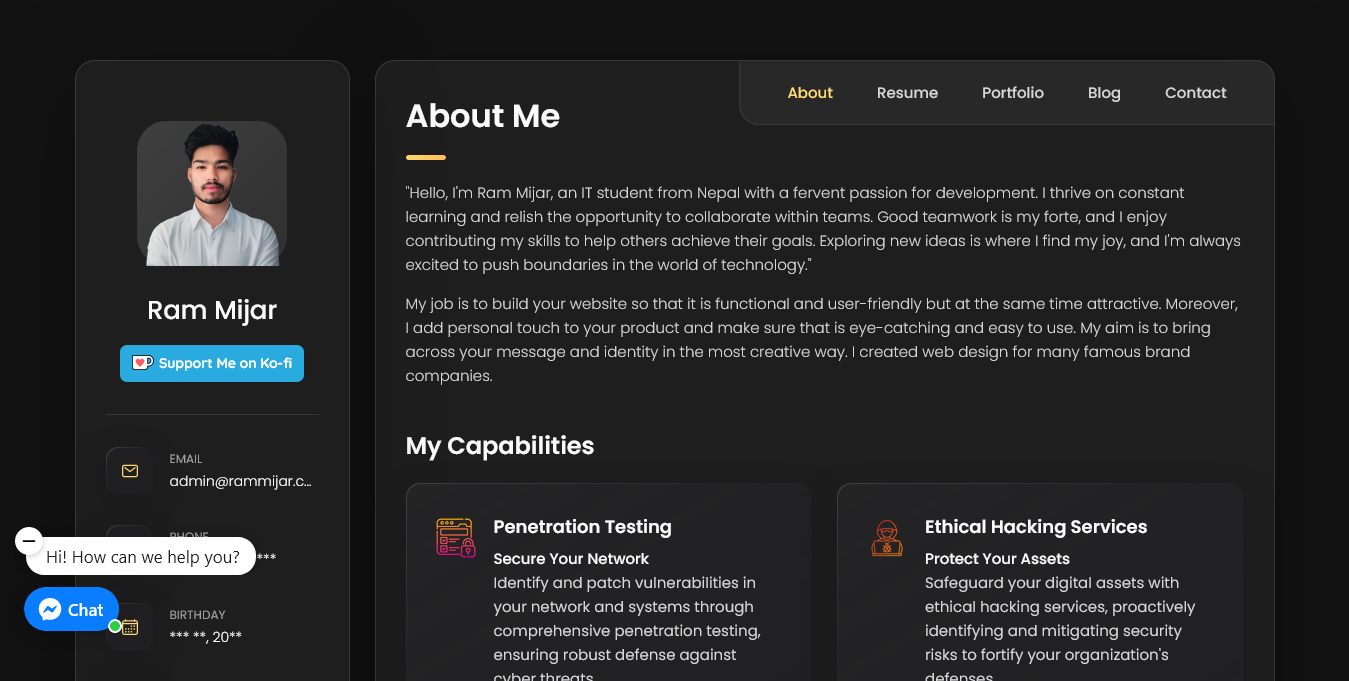 About
Resume
Portfolio
Blog
Contact
Ram Mijar
Support Me on Ko-fi
EMAIL
admin@rammijar.c...
PHONE
***
BIRTHDAY
*** **, 20**
Hi! How can we help you?
Chat
About Me
"Hello, I'm Ram Mijar, an IT student from Nepal with a fervent passion for development. I thrive on constant
learning and relish the opportunity to collaborate within teams. Good teamwork is my forte, and I enjoy
contributing my skills to help others achieve their goals. Exploring new ideas is where I find my joy, and I'm always
excited to push boundaries in the world of technology."
My job is to build your website so that it is functional and user-friendly but at the same time attractive. Moreover,
I add personal touch to your product and make sure that is eye-catching and easy to use. My aim is to bring
across your message and identity in the most creative way. I created web design for many famous brand
companies.
My Capabilities
Penetration Testing
Secure Your Network
Identify and patch vulnerabilities in
your network and systems through
comprehensive penetration testing,
ensuring robust defense against
cyber threats
Ethical Hacking Services
Protect Your Assets
Safeguard your digital assets with
ethical hacking services, proactively
identifying and mitigating security
risks to fortify your organization's
defenses